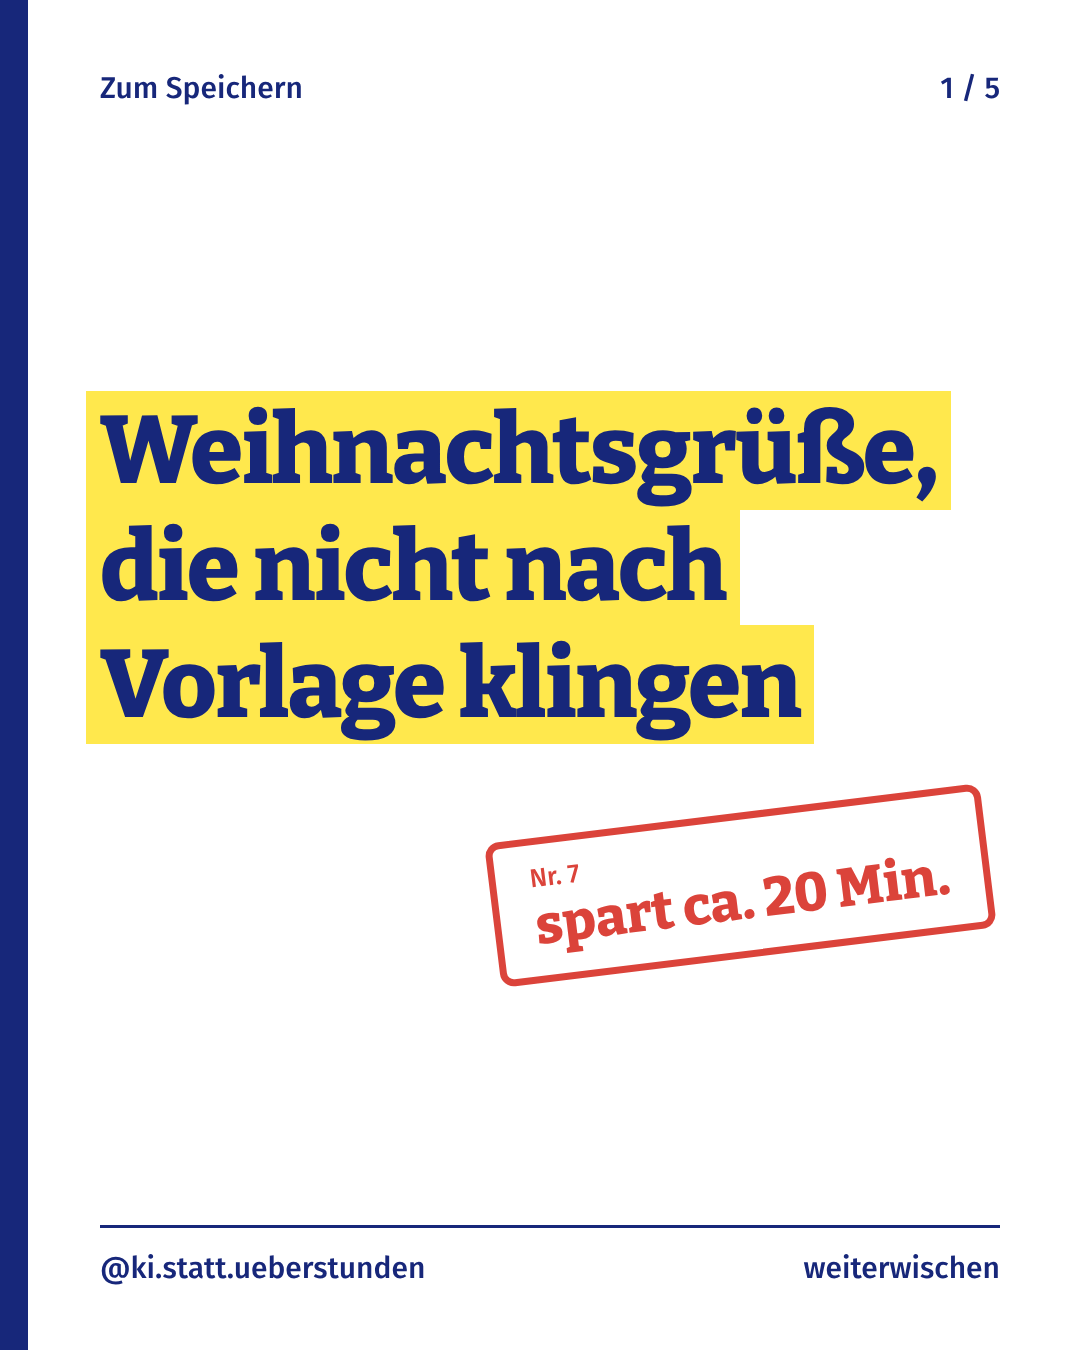 Zum Speichern
1 / 5
Weihnachtsgrüße,
die nicht nach
Vorlage klingen
Nr. 7
spart ca. 20 Min.
@ki.statt.ueberstunden
weiterwischen